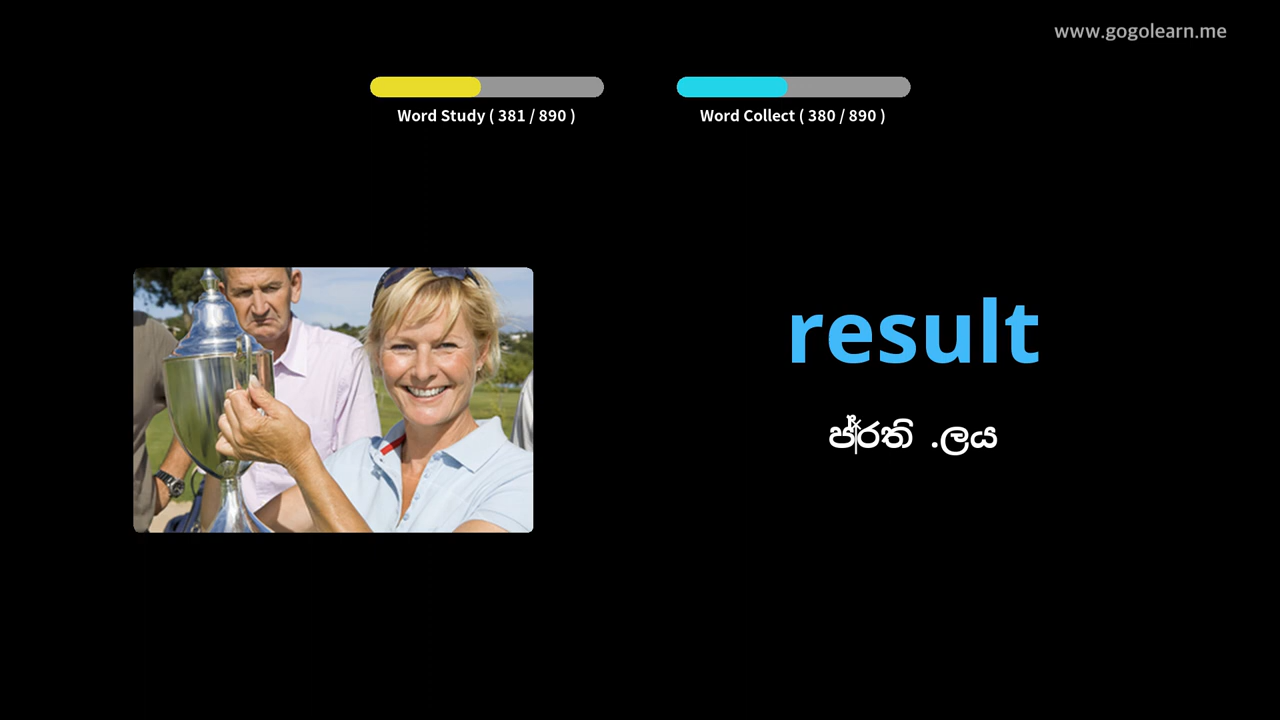 www.gogolearn.me
Word Study ( 381 / 890 )
Word Collect ( 380 / 890 )
result
ප්රති .ලය